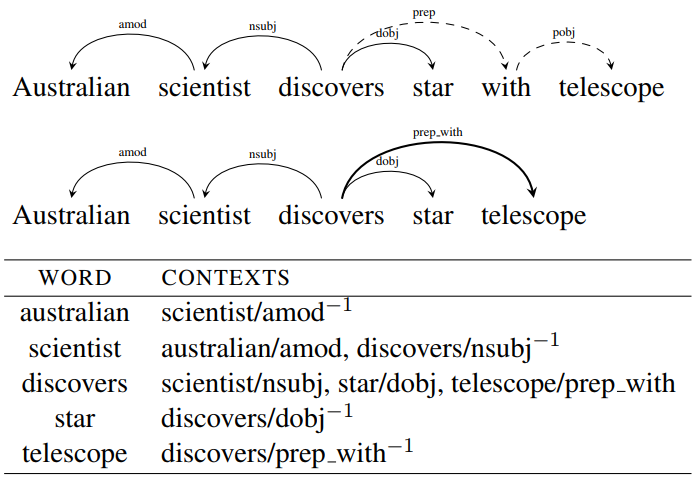 prep
amod nsubj dobj pobj
Australian scientist discovers star with telescope
prep_with
amod nsubj dobj
Australian scientist discovers star telescope
WORD CONTEXTS
australian scientist/amod⁻¹
scientist australian/amod, discovers/nsubj⁻¹
discovers scientist/nsubj, star/dobj, telescope/prep_with
star discovers/dobj⁻¹
telescope discovers/prep_with⁻¹